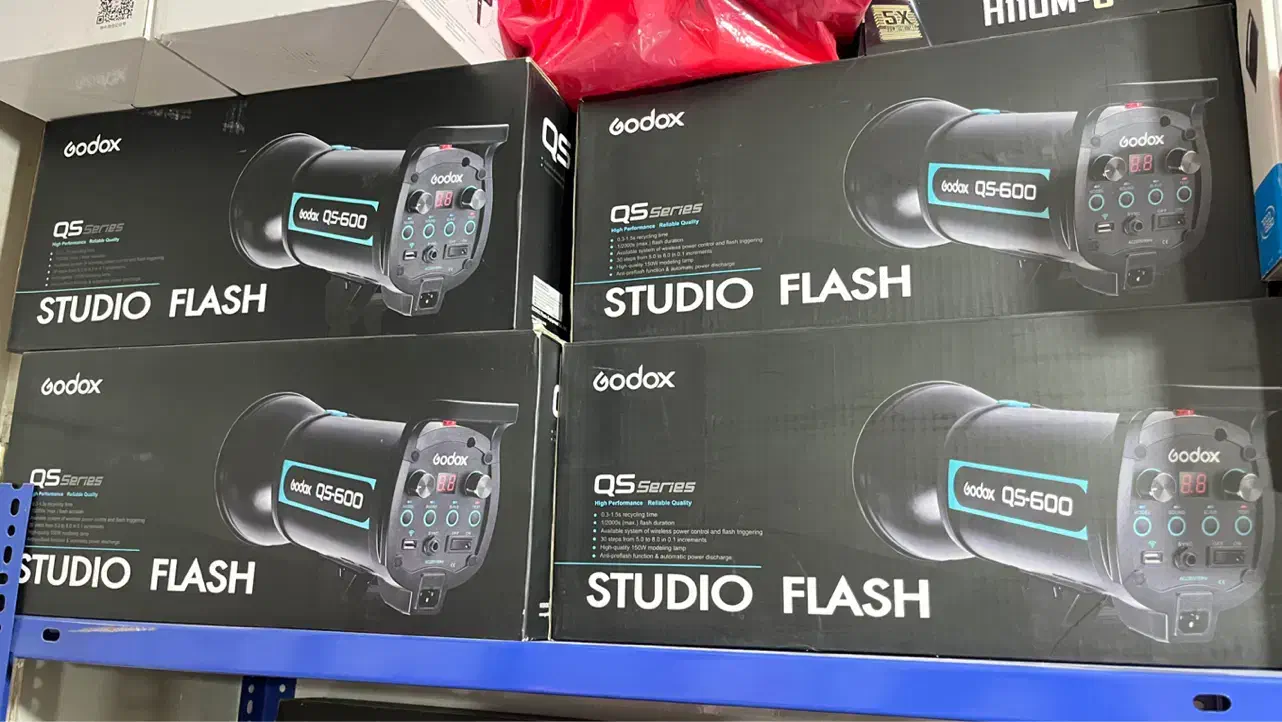 5X
Godox
QS
Godox
QS-600
Godox
QS Series
High Performance Reliable Quality
STUDIO FLASH
Godox
Godox
Godox QS-600
QS Series
High Performance Reliable Quality
0.3-1.5s recycling time
1/2000s (max.) flash duration
Available system of wireless power control and flash triggering
30 steps from 5.0 to 8.0 in 0.1 increments
High-quality 150W modeling lamp
Anti-preflash function & automatic power discharge
STUDIO FLASH
Godox
Godox
Godox QS-600
QS Series
High Performance Reliable Quality
STUDIO FLASH
Godox
Godox
Godox QS-600
QS Series
High Performance Reliable Quality
0.3-1.5s recycling time
1/2000s (max.) flash duration
Available system of wireless power control and flash triggering
30 steps from 5.0 to 8.0 in 0.1 increments
High-quality 150W modeling lamp
Anti-preflash function & automatic power discharge
STUDIO FLASH